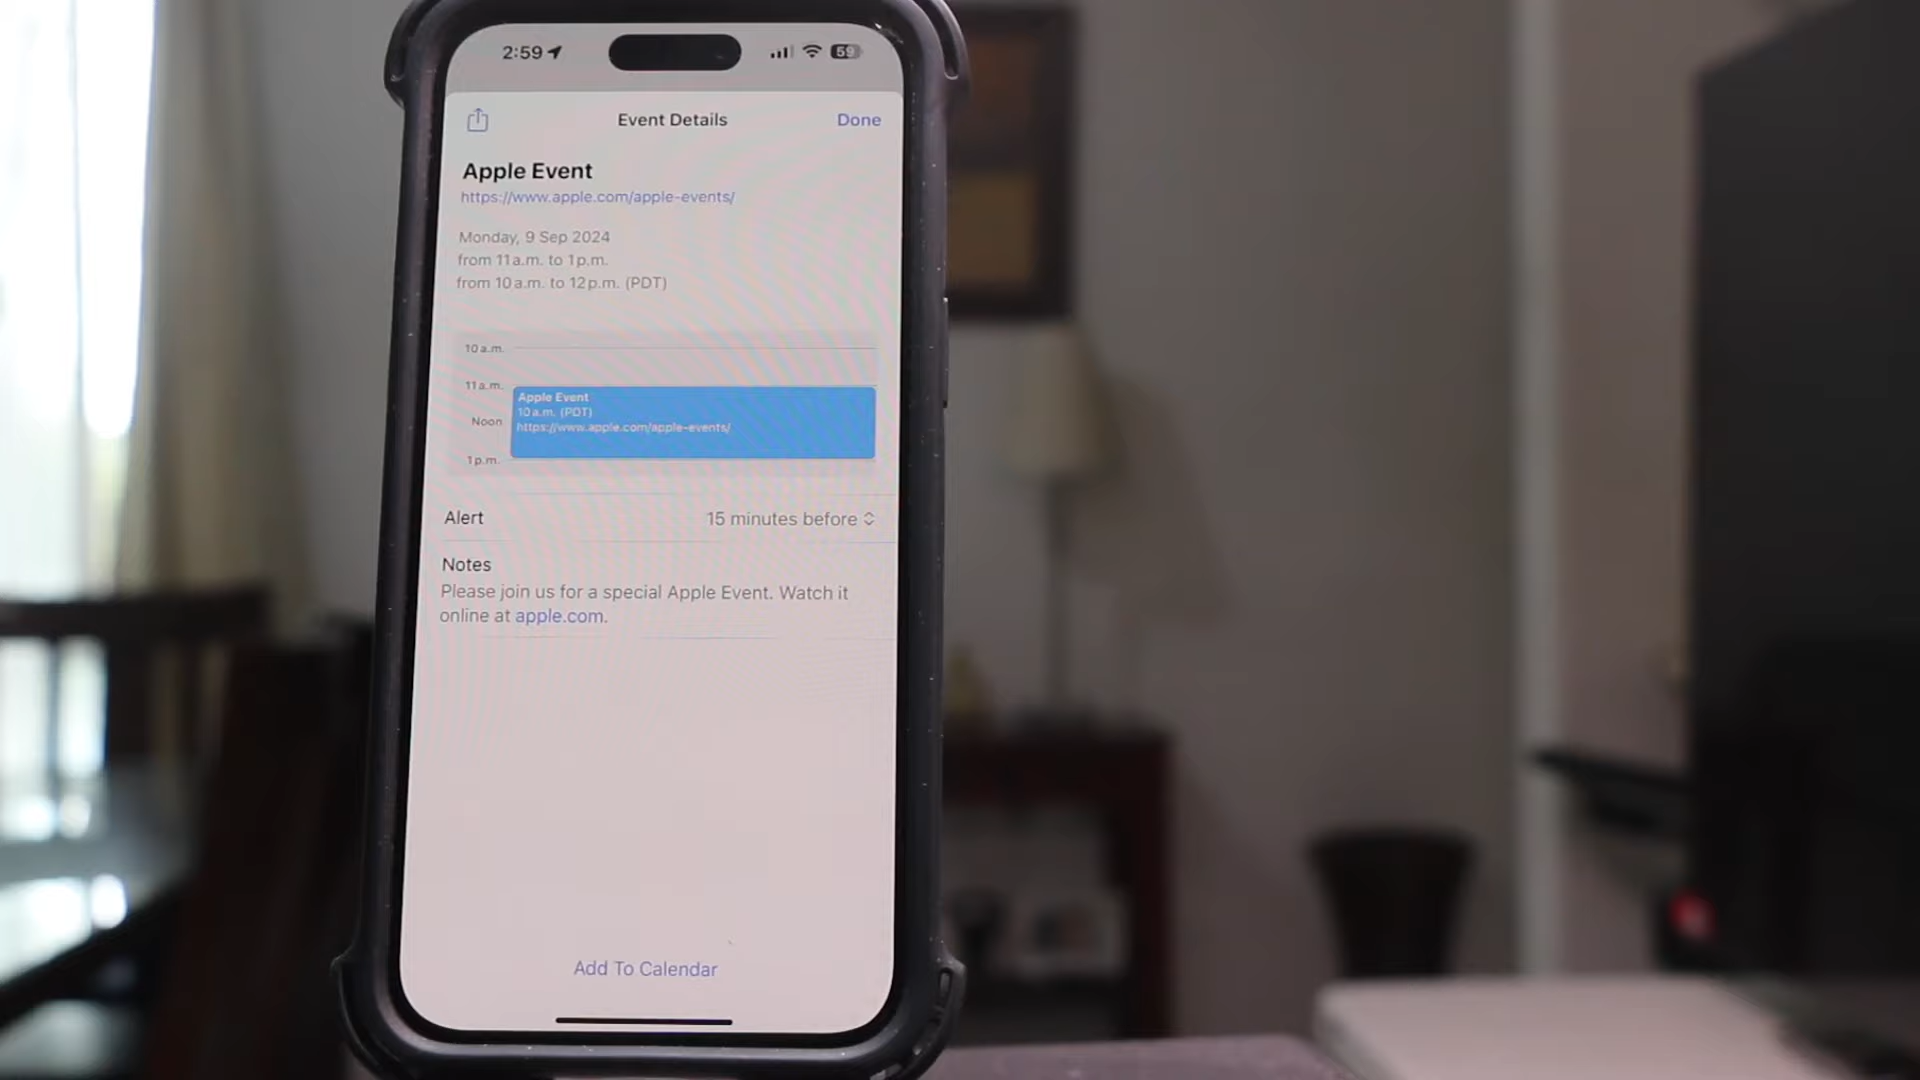 2:59
59
Event Details
Done
Apple Event
https://www.apple.com/apple-events/
Monday, 9 Sep 2024
from 11 a.m. to 1 p.m.
from 10 a.m. to 12 p.m. (PDT)
10 a.m.
11 a.m.
Apple Event
10 a.m. (PDT)
Noon
https://www.apple.com/apple-events/
1 p.m.
Alert
15 minutes before
Notes
Please join us for a special Apple Event. Watch it
online at apple.com.
Add To Calendar